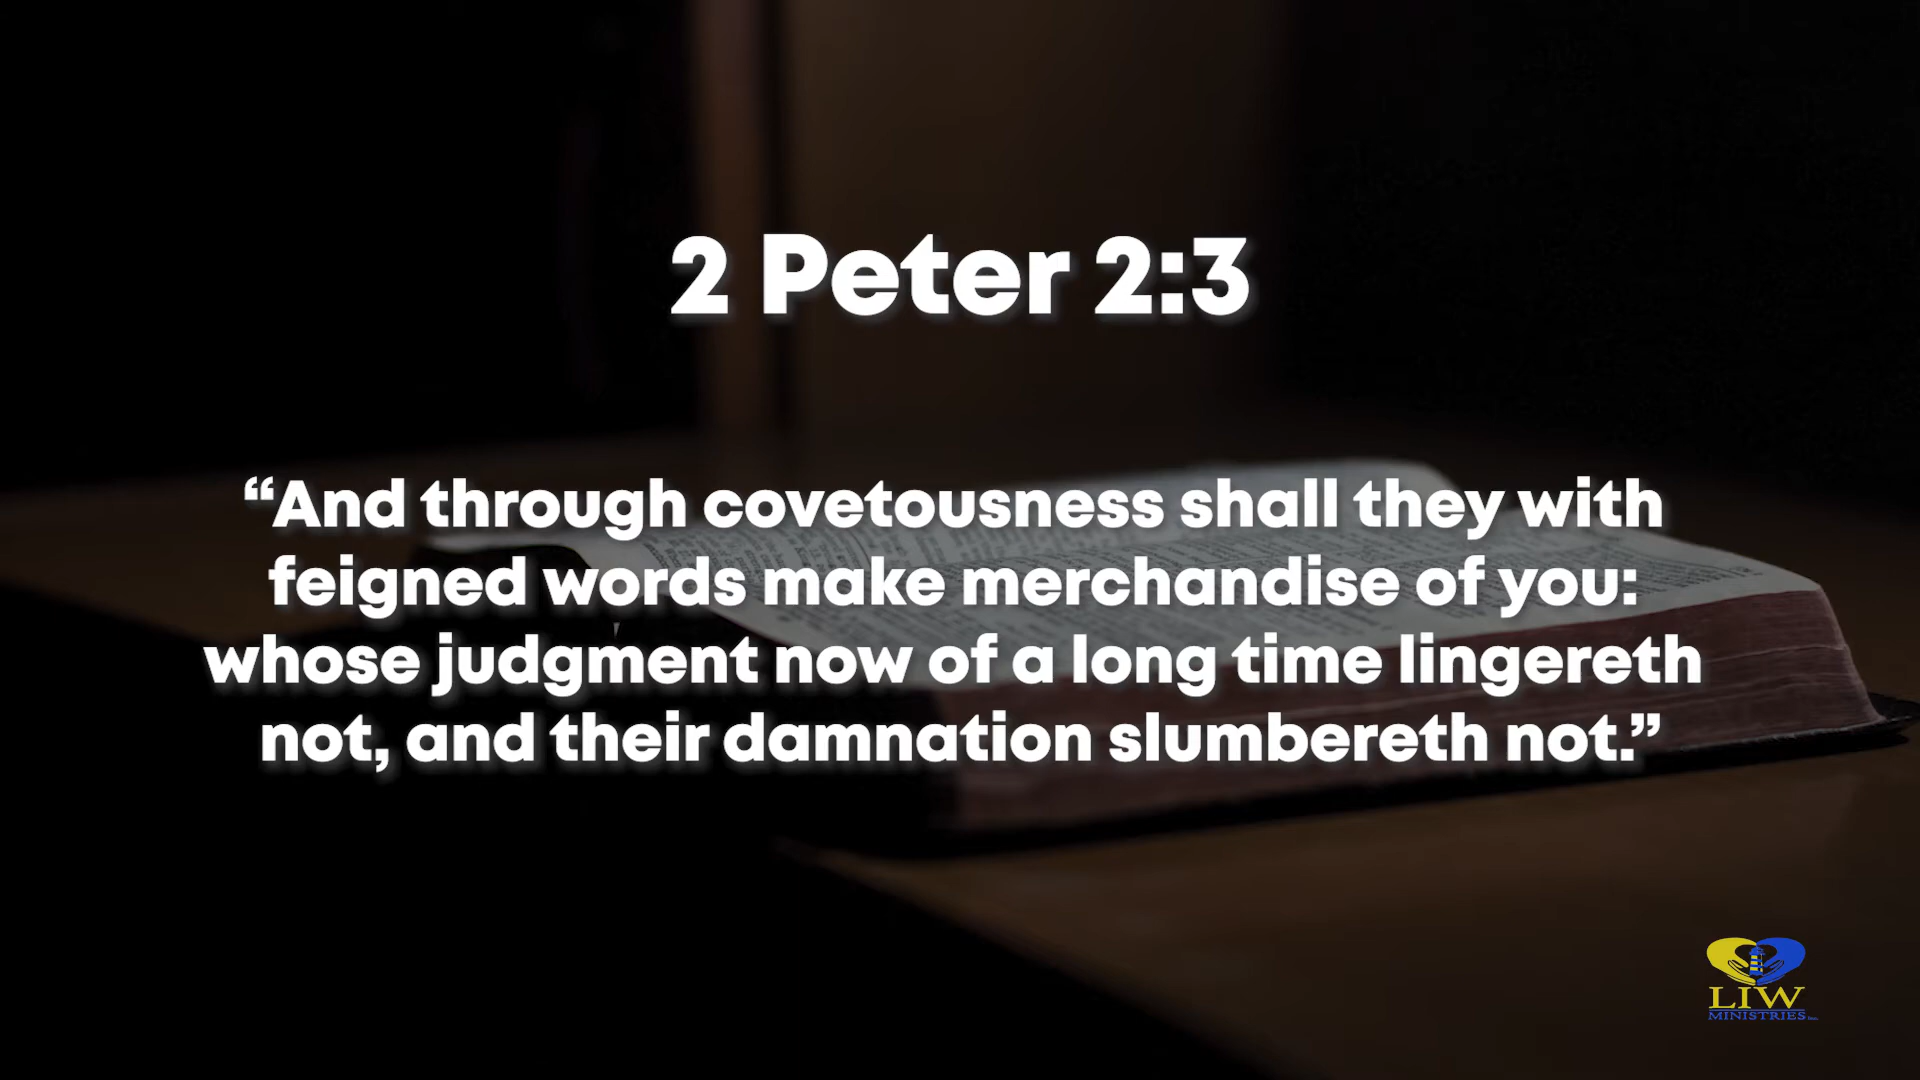 2 Peter 2:3
“And through covetousness shall they with
feigned words make merchandise of you:
whose judgment now of a long time lingereth
not, and their damnation slumbereth not.”
LIW
MINISTRIES